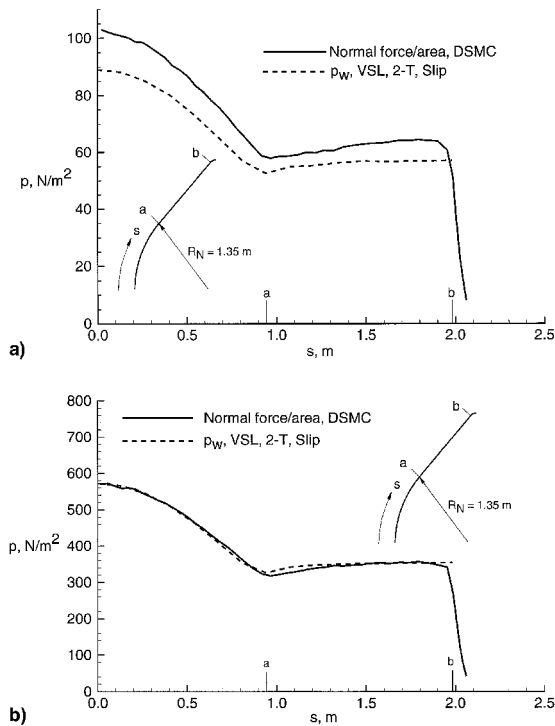 100
80
60
40
20
0
p, N/m²
Normal force/area, DSMC
p_w, VSL, 2-T, Slip
b
a
s
R_N = 1.35 m
a
b
0.0 0.5 1.0 1.5 2.0 2.5
s, m
a)
800
700
600
500
400
300
200
100
0
p, N/m²
Normal force/area, DSMC
p_w, VSL, 2-T, Slip
b
a
s
R_N = 1.35 m
a
b
0.0 0.5 1.0 1.5 2.0 2.5
s, m
b)